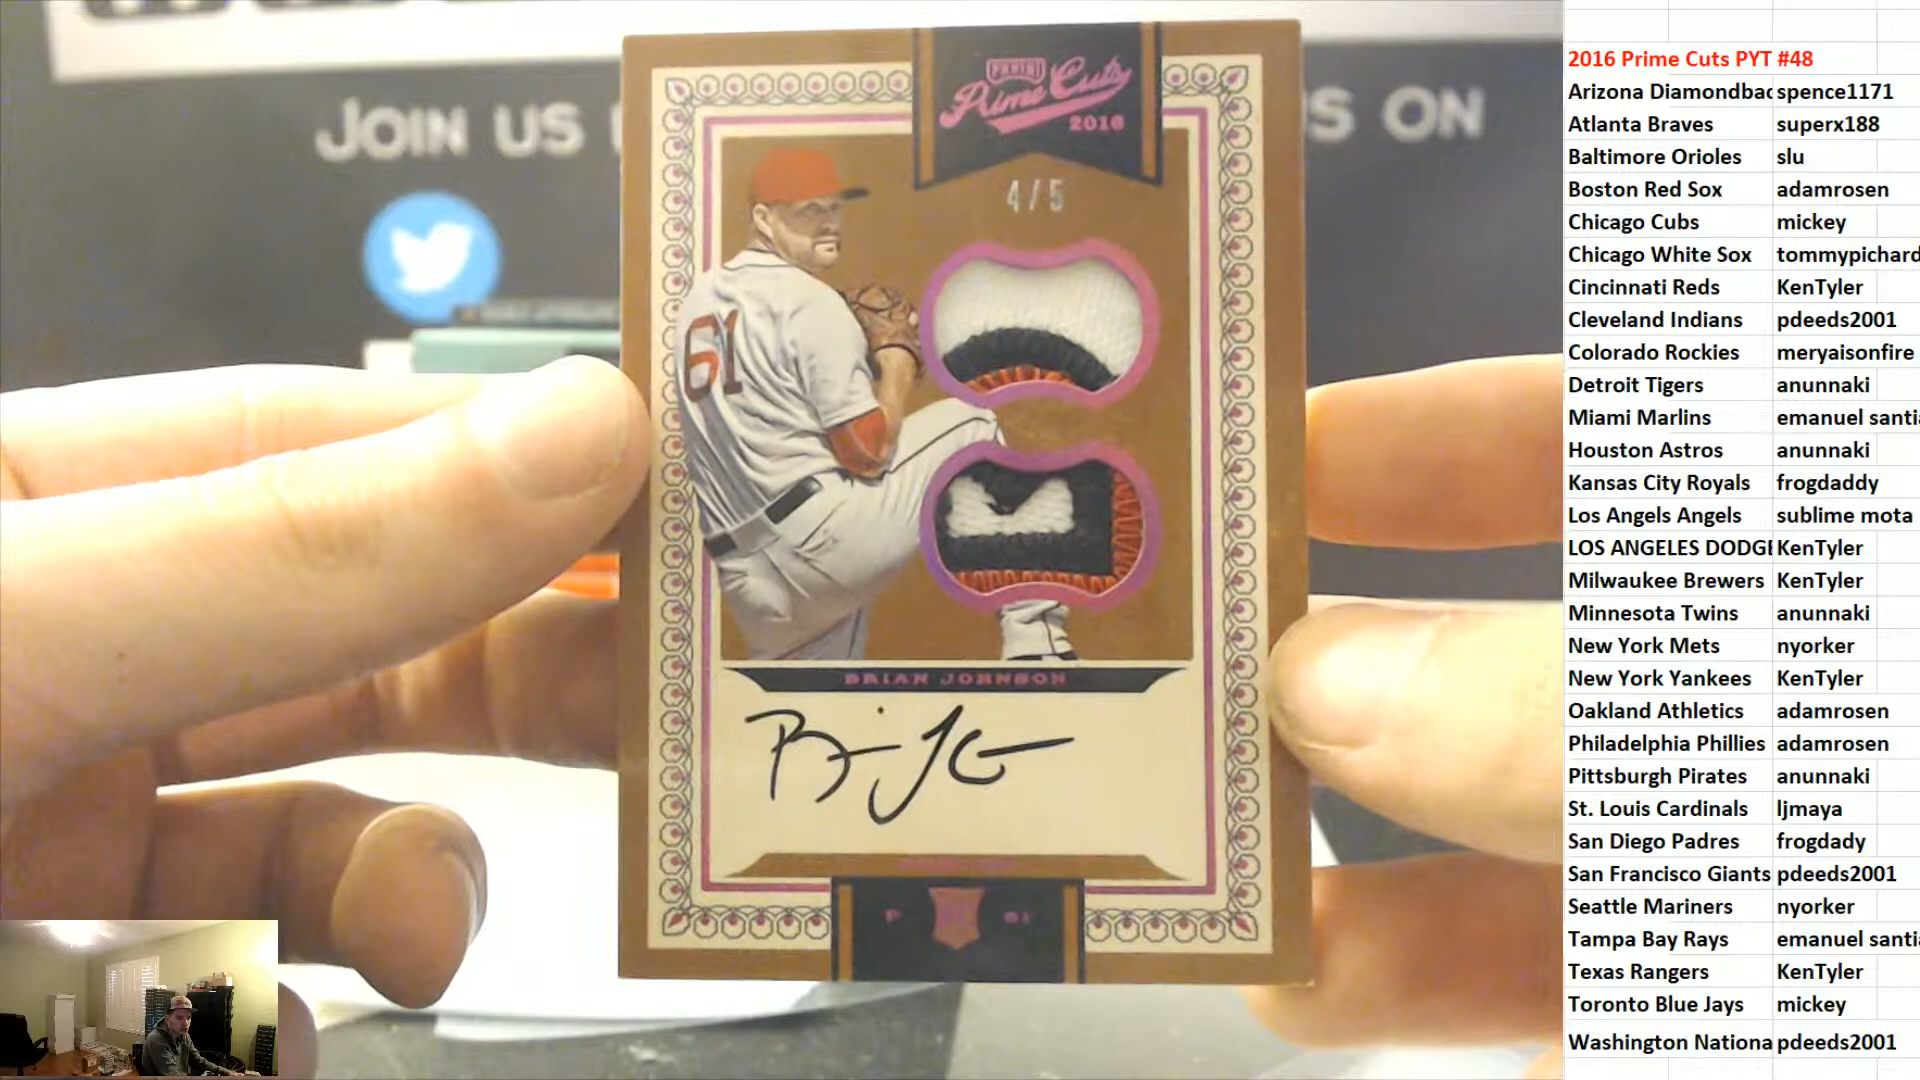 JOIN US
S ON
PANINI
Prime Cuts
2016
4/5
61
BRIAN JOHNSON
P 61
2016 Prime Cuts PYT #48
Arizona Diamondbac spence1171
Atlanta Braves superx188
Baltimore Orioles slu
Boston Red Sox adamrosen
Chicago Cubs mickey
Chicago White Sox tommypichard
Cincinnati Reds KenTyler
Cleveland Indians pdeeds2001
Colorado Rockies meryaisonfire
Detroit Tigers anunnaki
Miami Marlins emanuel santia
Houston Astros anunnaki
Kansas City Royals frogdaddy
Los Angels Angels sublime mota
LOS ANGELES DODGE KenTyler
Milwaukee Brewers KenTyler
Minnesota Twins anunnaki
New York Mets nyorker
New York Yankees KenTyler
Oakland Athletics adamrosen
Philadelphia Phillies adamrosen
Pittsburgh Pirates anunnaki
St. Louis Cardinals ljmaya
San Diego Padres frogdady
San Francisco Giants pdeeds2001
Seattle Mariners nyorker
Tampa Bay Rays emanuel santia
Texas Rangers KenTyler
Toronto Blue Jays mickey
Washington Nationa pdeeds2001